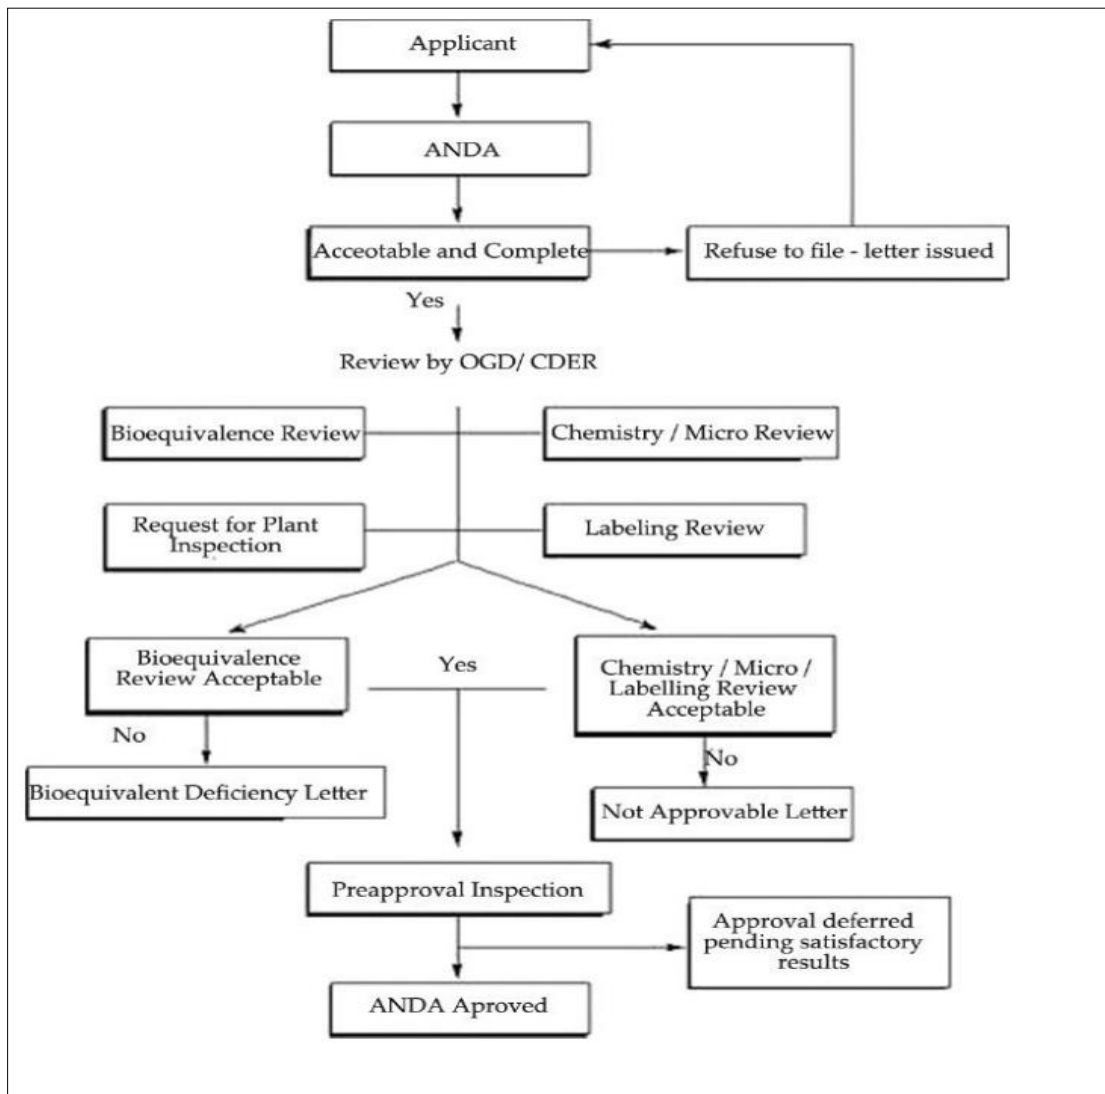 Applicant
ANDA
Acceotable and Complete
Refuse to file - letter issued
Yes
Review by OGD/ CDER
Bioequivalence Review
Chemistry / Micro Review
Request for Plant
Inspection
Labeling Review
Bioequivalence
Review Acceptable
Yes
Chemistry / Micro /
Labelling Review
Acceptable
No
No
Bioequivalent Deficiency Letter
Not Approvable Letter
Preapproval Inspection
Approval deferred
pending satisfactory
results
ANDA Aproved